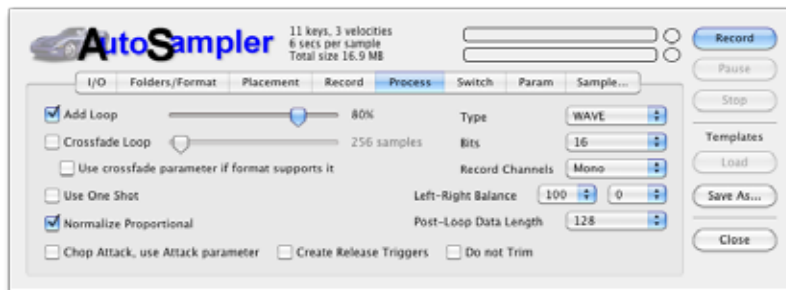 AutoSampler
11 keys, 3 velocities
6 secs per sample
Total size 16.9 MB
Record
Pause
Stop
Templates
Load
Save As...
Close
I/O Folders/Format Placement Record Process Switch Param Sample...
Add Loop 80% Type WAVE
Crossfade Loop 256 samples Bits 16
Use crossfade parameter if format supports it Record Channels Mono
Use One Shot Left-Right Balance 100 0
Normalize Proportional Post-Loop Data Length 128
Chop Attack, use Attack parameter Create Release Triggers Do not Trim